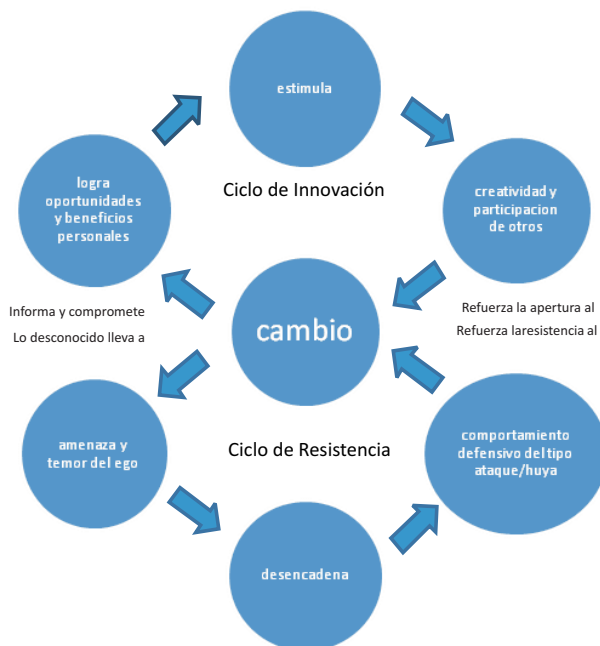 estimula
Ciclo de Innovación
logra
oportunidades
y beneficios
personales
creatividad y
participacion
de otros
Informa y compromete
Lo desconocido lleva a
cambio
Refuerza la apertura al
Refuerza laresistencia al
amenaza y
temor del ego
Ciclo de Resistencia
comportamiento
defensivo del tipo
ataque/huya
desencadena